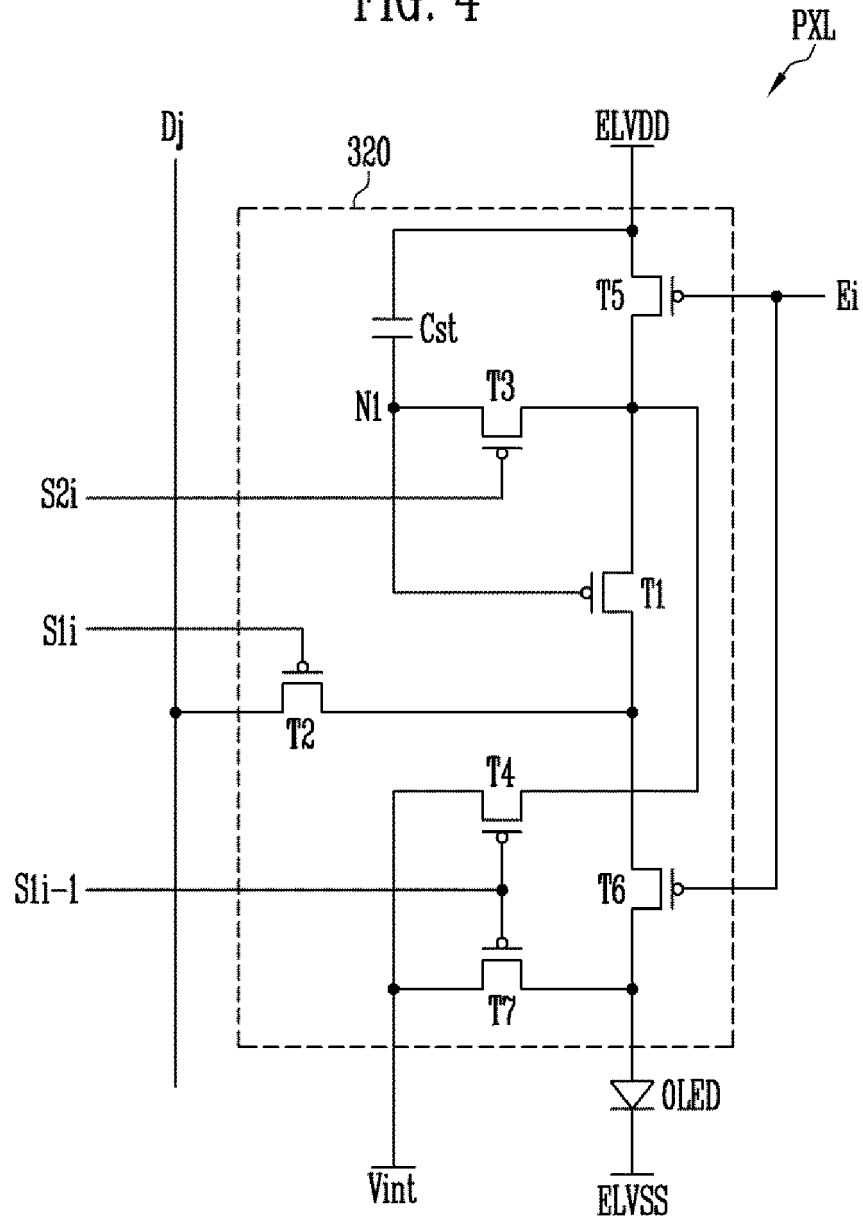 FIG. 4
PXL
Dj
ELVDD
320
T5
Ei
Cst
T3
N1
S2i
T1
S1i
T2
T4
S1i-1
T6
T7
OLED
Vint
ELVSS